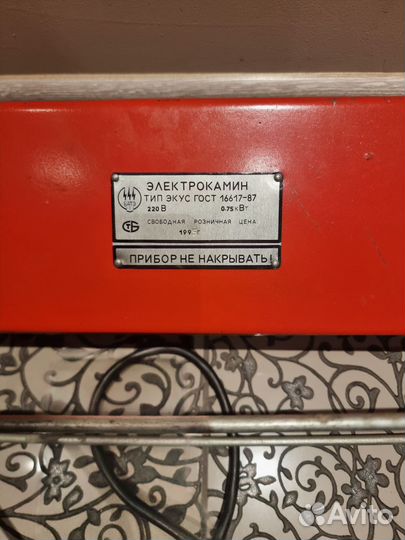 ЭЛЕКТРОКАМИН
ТИП ЭКУС ГОСТ 16617-87
220 В 0.75 кВт
СВОБОДНАЯ РОЗНИЧНАЯ ЦЕНА
199 -г
ПРИБОР НЕ НАКРЫВАТЬ!
Avito